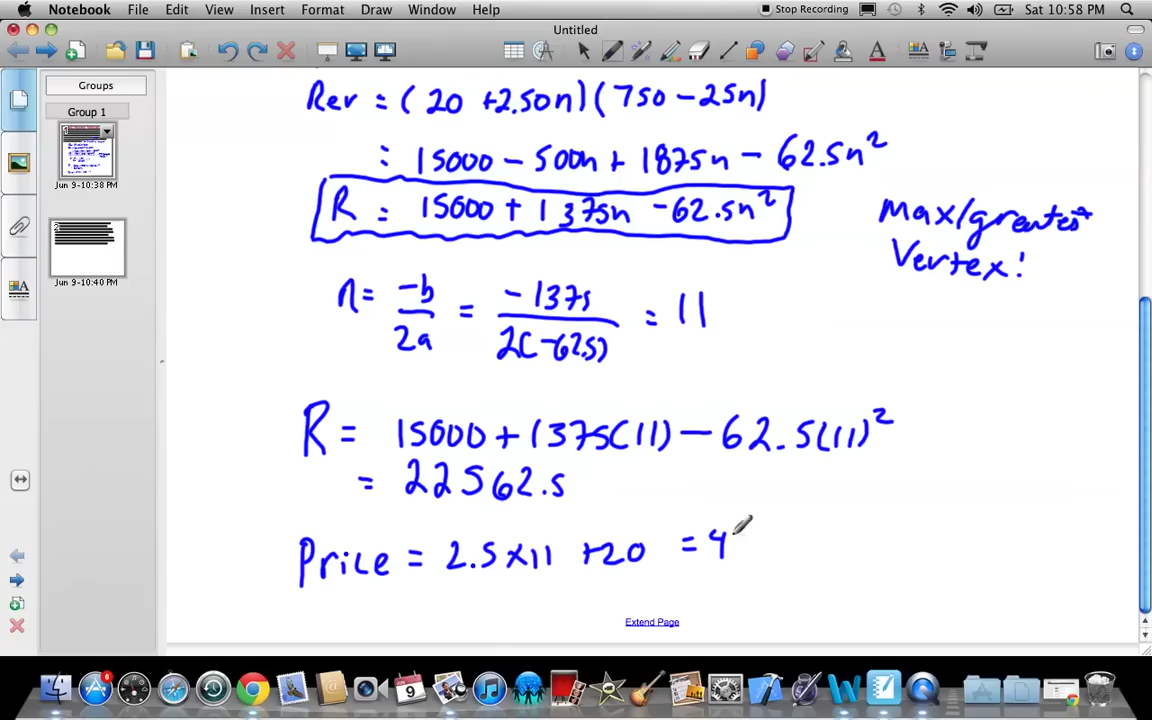 Rev File Edit View Insert Format Draw Window Help Stop Recording Sat 10:58 PM
Untitled
Groups
Group 1
Jun 9-10:38 PM
Jun 9-10:40 PM
Rev = (20 +2.50n)(750 -25n)
= 15000 - 500n + 1875n - 62.5n²
R = 15000 + 1375n - 62.5n²
Max/greatest
Vertex!
n = -b/2a = -1375/2(-62.5) = 11
R = 15000 + 1375(11) - 62.5(11)²
= 22562.5
Price = 2.5 x 11 +20 = 4
Extend Page